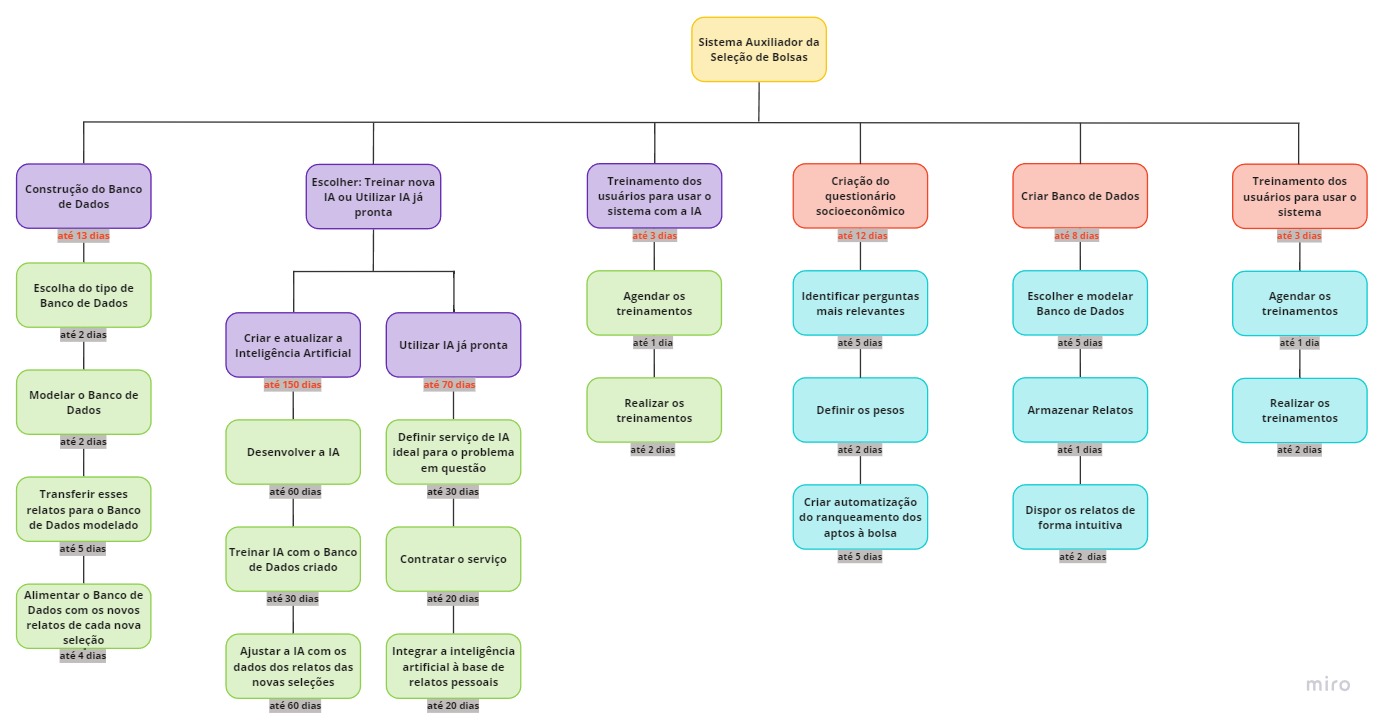 Sistema Auxiliador da
Seleção de Bolsas
Construção do Banco
de Dados
até 13 dias
Escolha do tipo de
Banco de Dados
até 2 dias
Modelar o Banco de
Dados
até 2 dias
Transferir esses
relatos para o Banco
de Dados modelado
até 5 dias
Alimentar o Banco de
Dados com os novos
relatos de cada nova
seleção
até 4 dias
Escolher: Treinar nova
IA ou Utilizar IA já
pronta
Criar e atualizar a
Inteligência Artificial
até 150 dias
Desenvolver a IA
até 60 dias
Treinar IA com o Banco
de Dados criado
até 30 dias
Ajustar a IA com os
dados dos relatos das
novas seleções
até 60 dias
Utilizar IA já pronta
até 70 dias
Definir serviço de IA
ideal para o problema
em questão
até 30 dias
Contratar o serviço
até 20 dias
Integrar a inteligência
artificial à base de
relatos pessoais
até 20 dias
Treinamento dos
usuários para usar o
sistema com a IA
até 3 dias
Agendar os
treinamentos
até 1 dia
Realizar os
treinamentos
até 2 dias
Criação do
questionário
socioeconômico
até 12 dias
Identificar perguntas
mais relevantes
até 5 dias
Definir os pesos
até 2 dias
Criar automatização
do ranqueamento dos
aptos à bolsa
até 5 dias
Criar Banco de Dados
até 8 dias
Escolher e modelar
Banco de Dados
até 5 dias
Armazenar Relatos
até 1 dias
Dispor os relatos de
forma intuitiva
até 2 dias
Treinamento dos
usuários para usar o
sistema
até 3 dias
Agendar os
treinamentos
até 1 dia
Realizar os
treinamentos
até 2 dias
miro